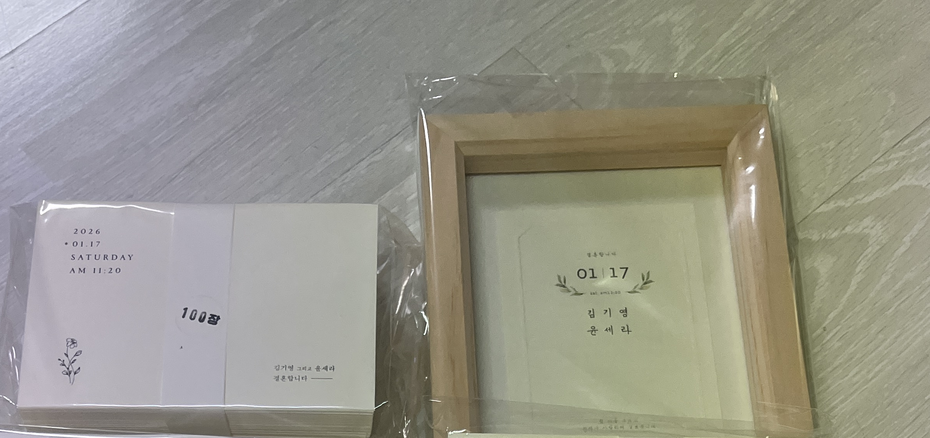 2026
01.17
SATURDAY
AM 11:20
100장
김기영 그리고 윤세라
결혼합니다
결혼합니다
01 | 17
김 기 영
윤 세 라